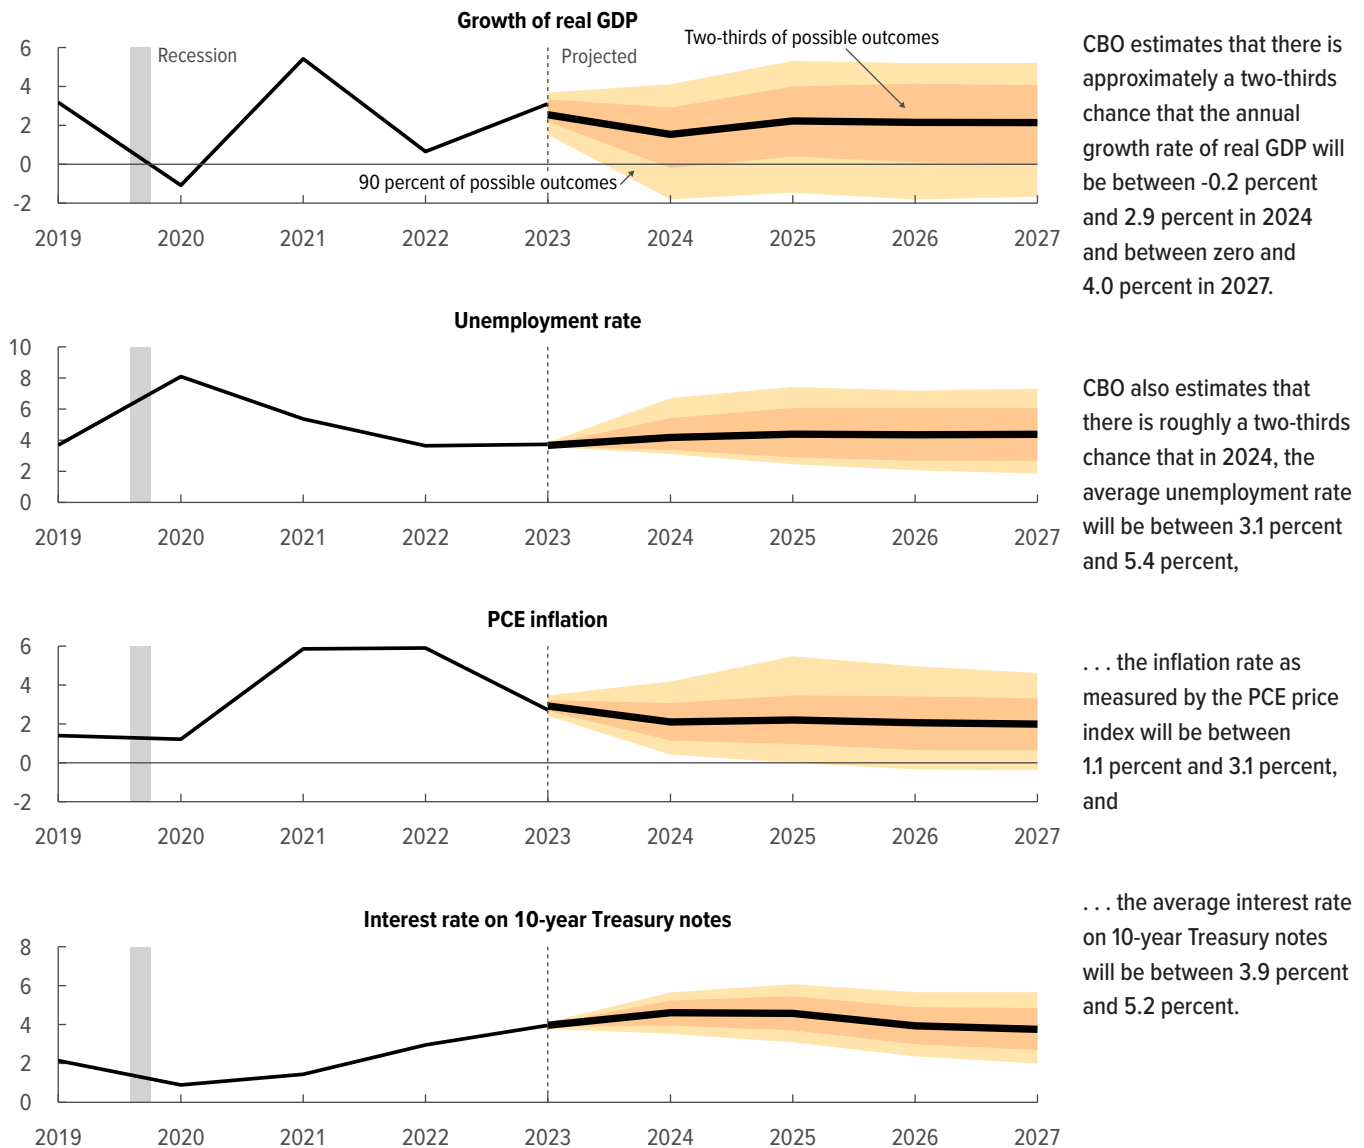 Growth of real GDP
6
4
2
0
-2
Recession
Projected
Two-thirds of possible outcomes
90 percent of possible outcomes
2019 2020 2021 2022 2023 2024 2025 2026 2027
CBO estimates that there is
approximately a two-thirds
chance that the annual
growth rate of real GDP will
be between -0.2 percent
and 2.9 percent in 2024
and between zero and
4.0 percent in 2027.
Unemployment rate
10
8
6
4
2
0
2019 2020 2021 2022 2023 2024 2025 2026 2027
CBO also estimates that
there is roughly a two-thirds
chance that in 2024, the
average unemployment rate
will be between 3.1 percent
and 5.4 percent,
PCE inflation
6
4
2
0
-2
2019 2020 2021 2022 2023 2024 2025 2026 2027
. . . the inflation rate as
measured by the PCE price
index will be between
1.1 percent and 3.1 percent,
and
Interest rate on 10-year Treasury notes
8
6
4
2
0
2019 2020 2021 2022 2023 2024 2025 2026 2027
. . . the average interest rate
on 10-year Treasury notes
will be between 3.9 percent
and 5.2 percent.